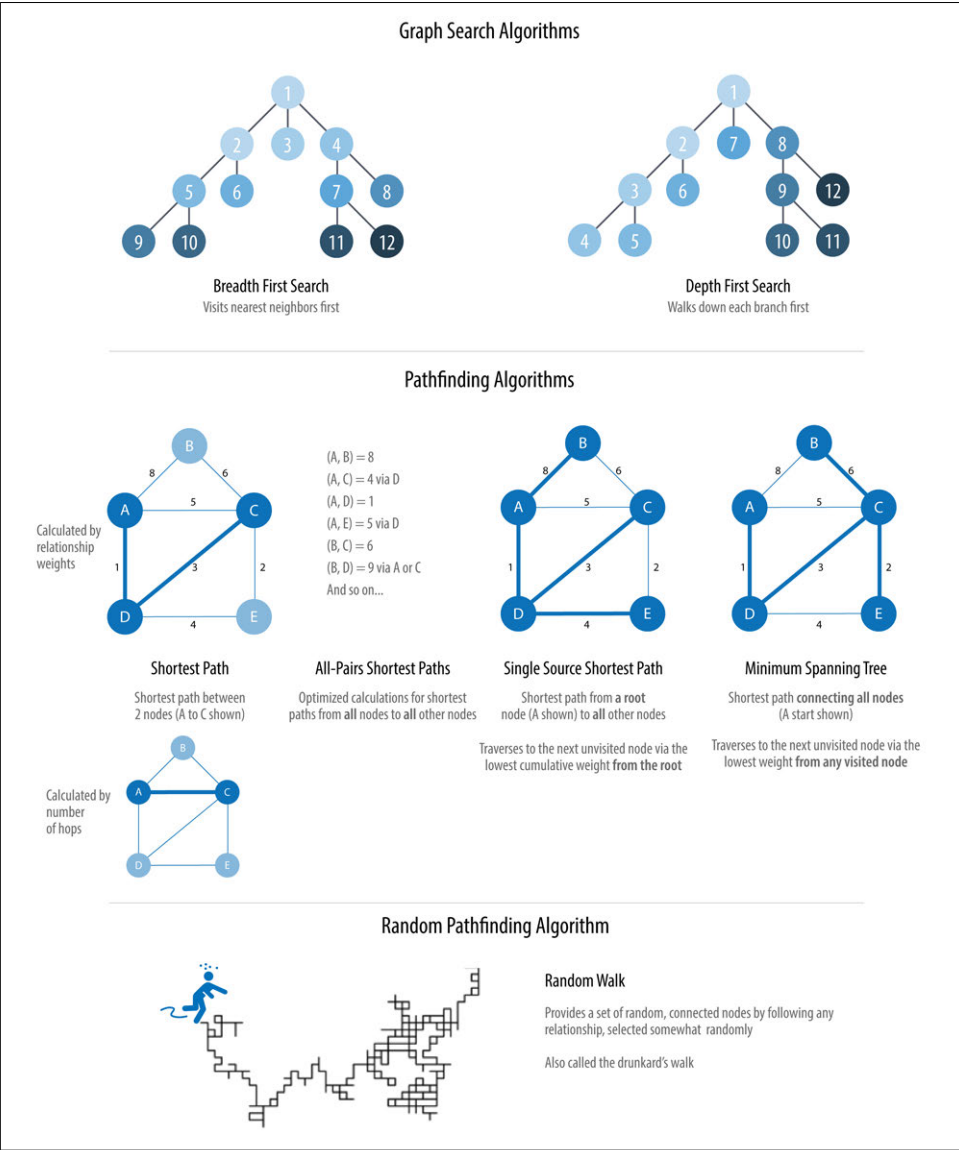 Graph Search Algorithms
1
2 3 4
5 6 7 8
9 10 11 12
Breadth First Search
Visits nearest neighbors first
1
2 7 8
3 6 9 12
4 5 10 11
Depth First Search
Walks down each branch first
Pathfinding Algorithms
Calculated by
relationship
weights
B
8 6
A 5 C
1 3 2
D 4 E
Shortest Path
Shortest path between
2 nodes (A to C shown)
Calculated by
number
of hops
B
A C
D E
(A, B) = 8
(A, C) = 4 via D
(A, D) = 1
(A, E) = 5 via D
(B, C) = 6
(B, D) = 9 via A or C
And so on...
All-Pairs Shortest Paths
Optimized calculations for shortest
paths from all nodes to all other nodes
B
8 6
A 5 C
1 3 2
D 4 E
Single Source Shortest Path
Shortest path from a root
node (A shown) to all other nodes
Traverses to the next unvisited node via the
lowest cumulative weight from the root
B
8 6
A 5 C
1 3 2
D 4 E
Minimum Spanning Tree
Shortest path connecting all nodes
(A start shown)
Traverses to the next unvisited node via the
lowest weight from any visited node
Random Pathfinding Algorithm
Random Walk
Provides a set of random, connected nodes by following any
relationship, selected somewhat randomly
Also called the drunkard's walk